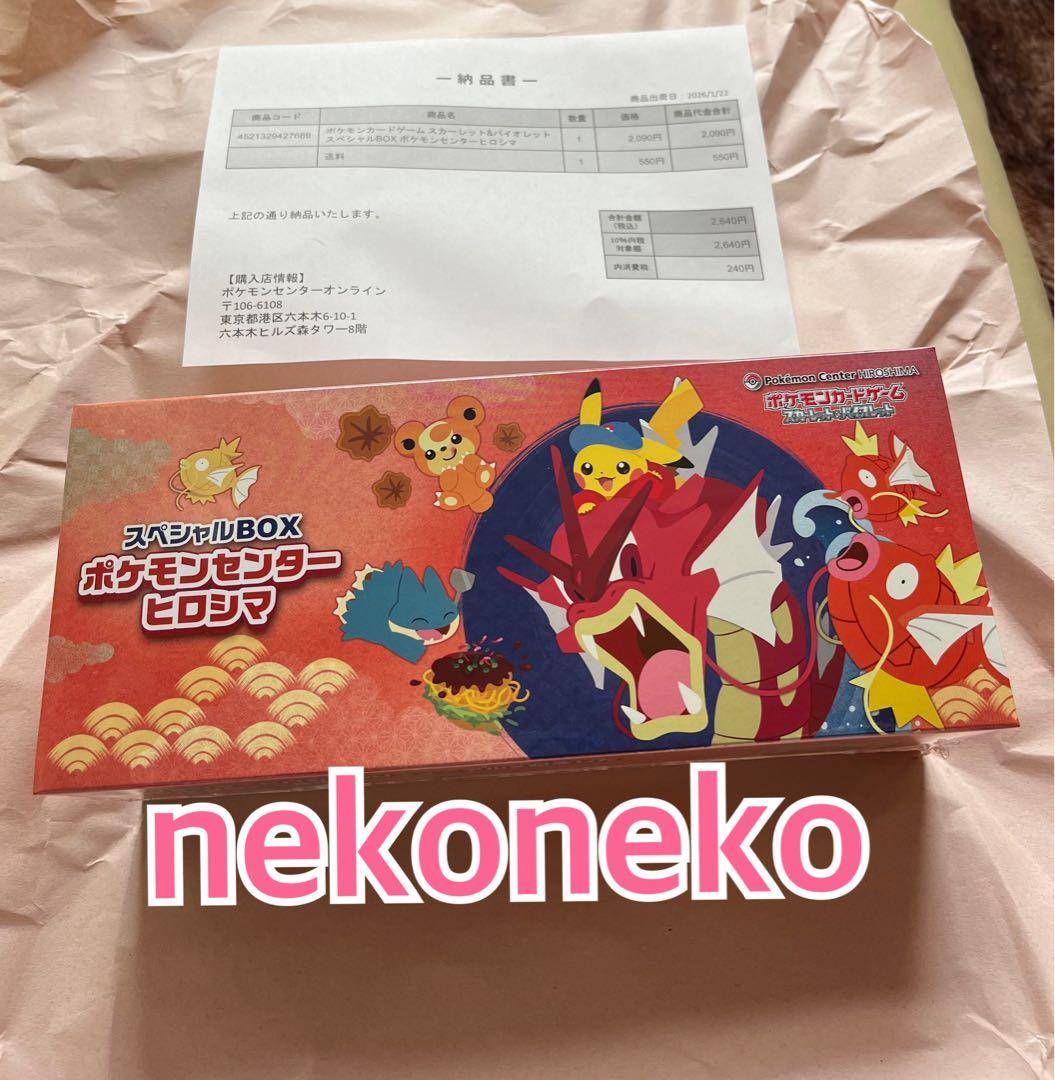 ー納品書ー
商品出荷日：2026/1/22
商品コード 商品名 数量 価格 商品代金合計
4521329427669 ポケモンカードゲーム スカーレット&バイオレット スペシャルBOX ポケモンセンターヒロシマ 1 2,090円 2,090円
送料 1 550円 550円
上記の通り納品いたします。
合計金額（税込） 2,640円
10%内税対象額 2,640円
内消費税 240円
【購入店情報】
ポケモンセンターオンライン
〒106-6108
東京都港区六本木6-10-1
六本木ヒルズ森タワー8階
Pokémon Center HIROSHIMA
ポケモンカードゲーム
スカーレット&バイオレット
スペシャルBOX
ポケモンセンター
ヒロシマ
nekoneko